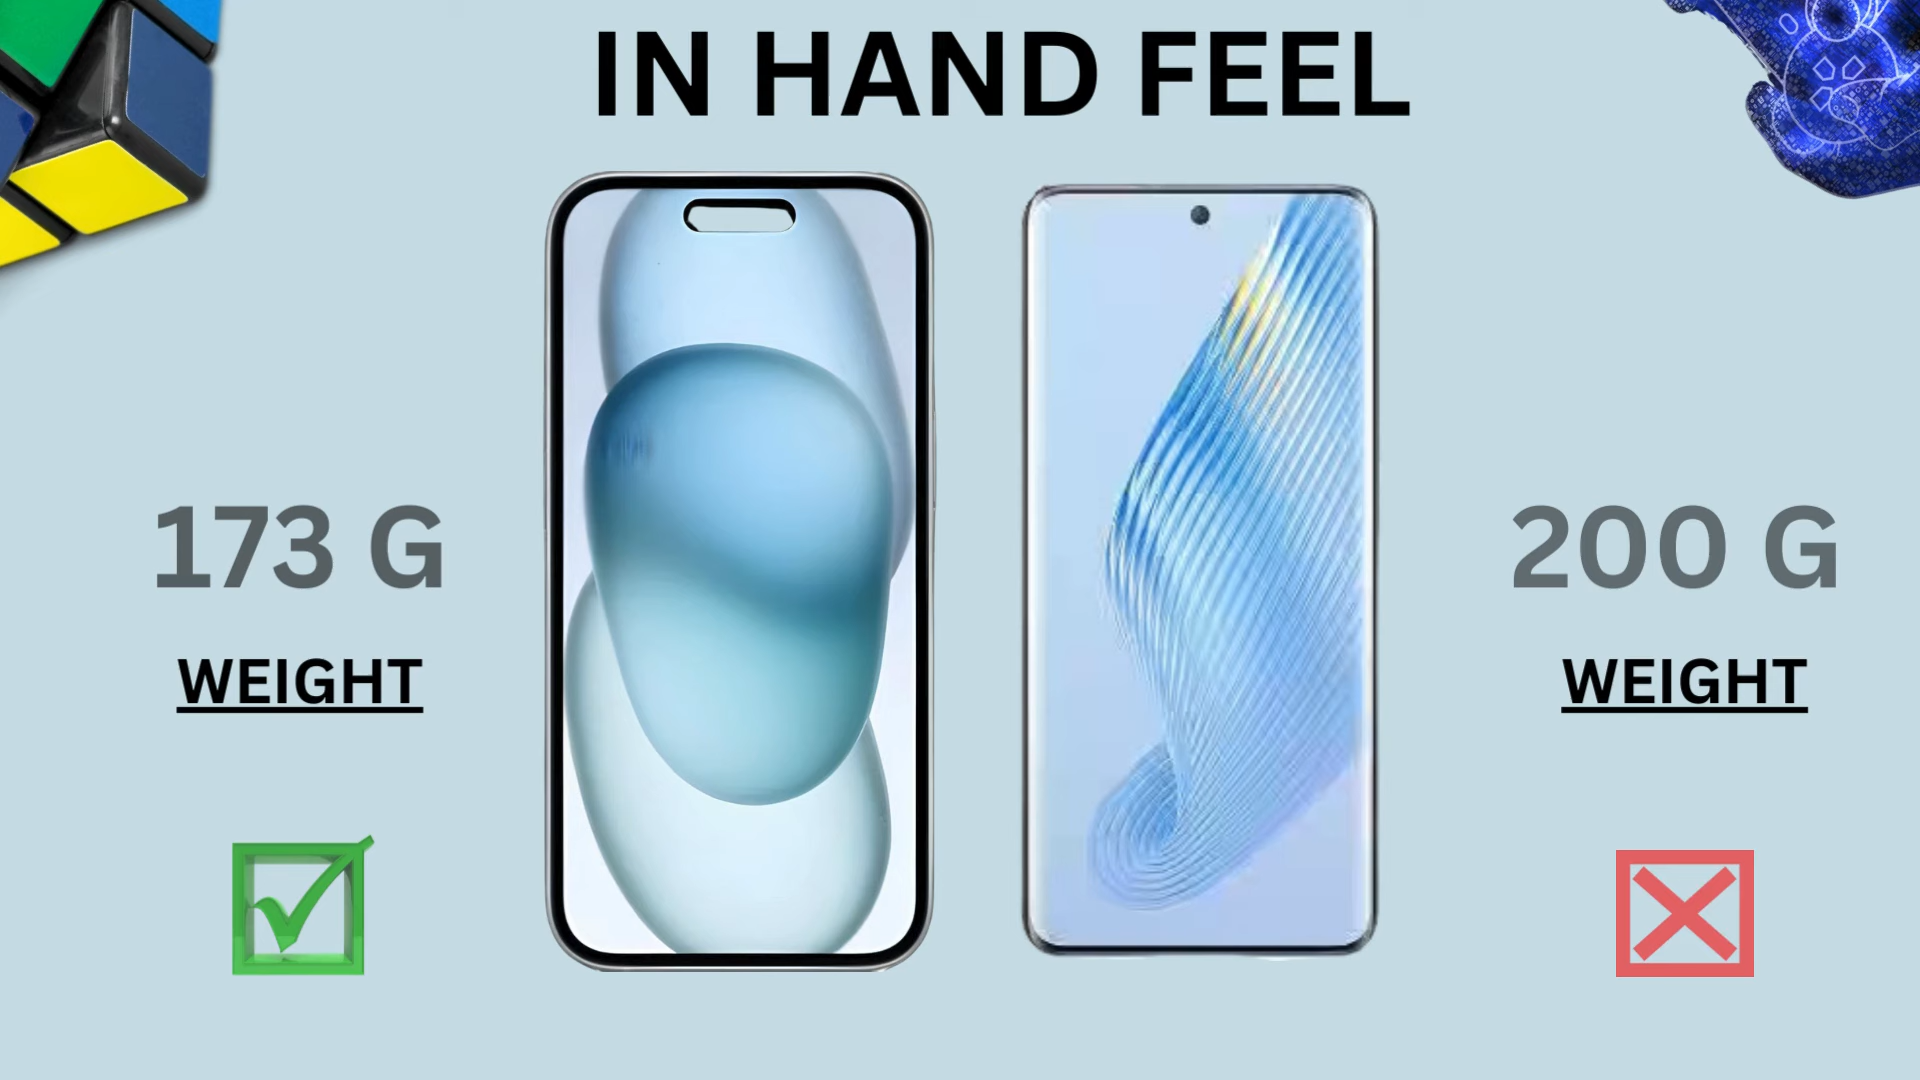 IN HAND FEEL
173 G
WEIGHT
200 G
WEIGHT